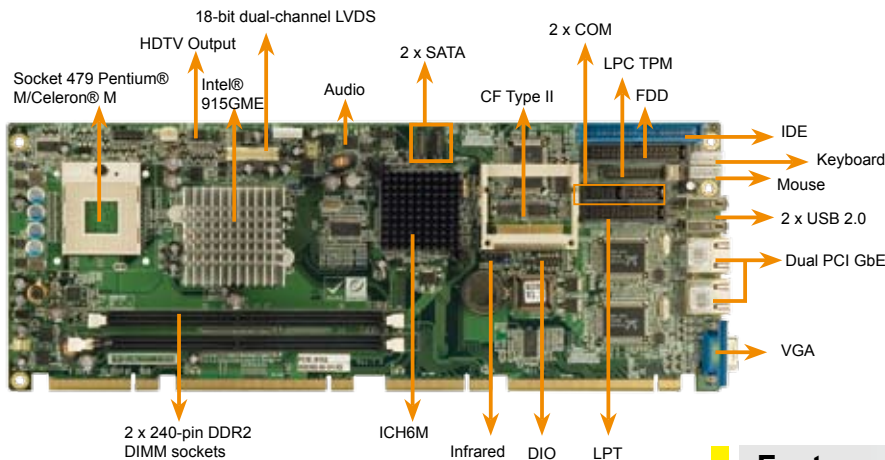 18-bit dual-channel LVDS
HDTV Output
2 x COM
2 x SATA
LPC TPM
Socket 479 Pentium®
M/Celeron® M
Intel®
915GME
Audio
CF Type II
FDD
IDE
Keyboard
Mouse
2 x USB 2.0
Dual PCI GbE
VGA
2 x 240-pin DDR2
DIMM sockets
ICH6M
Infrared
DIO
LPT